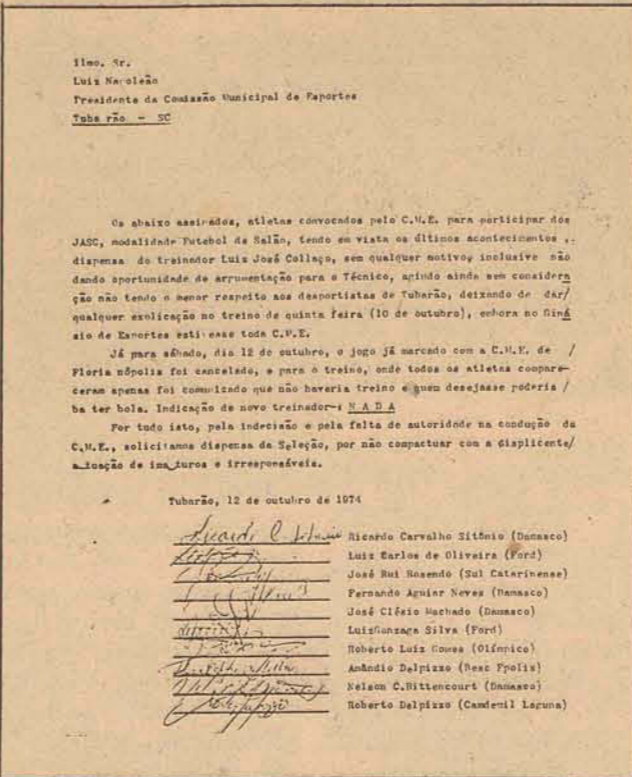 Ilmo. Sr.
Luiz Napoleão
Presidente da Comissão Municipal de Esportes
Tuba rão - SC
Os abaixo assinados, atletas convocados pelo C.M.E. para participar dos
JASC, modalidade Futebol de Salão, tendo em vista os últimos acontecimentos ,.
dispensa do treinador Luiz José Collaço, sem qualquer motivo, inclusive não
dando oportunidade de argumentação para o Técnico, agindo ainda sem considera
ção não tendo o menor respeito aos desportistas de Tubarão, deixando de dar/
qualquer explicação no treino de quinta feira (10 de outubro), embora no Giná
sio de Esportes estivesse toda C.M.E.
Já para sábado, dia 12 de outubro, o jogo já marcado com a C.M.E. de /
Floria nópolis foi cancelado, e para o treino, onde todos os atletas compare-
ceram apenas foi comunicado que não haveria treino e quem desejasse poderia /
ba ter bola. Indicação de novo treinador-: N A D A
Por tudo isto, pela indecisão e pela falta de autoridade na condução da
C.M.E., solicitamos dispensa da Seleção, por não compactuar com a displicente/
atuação de imaturos e irresponsáveis.
Tubarão, 12 de outubro de 1974
Ricardo C. Ricardo Carvalho Sitônio (Damasco)
Luiz Carlos de Oliveira (Ford)
José Rui Rosendo (Sul Catarinense)
Fernando Aguiar Neves (Damasco)
José Clésio Machado (Damasco)
LuizGonzaga Silva (Ford)
Roberto Luiz Gomes (Olímpico)
Amândio Delpizzo (Besc Fpolis)
Nelson C.Bittencourt (Damasco)
Roberto Delpizzo (Camdemil Laguna)